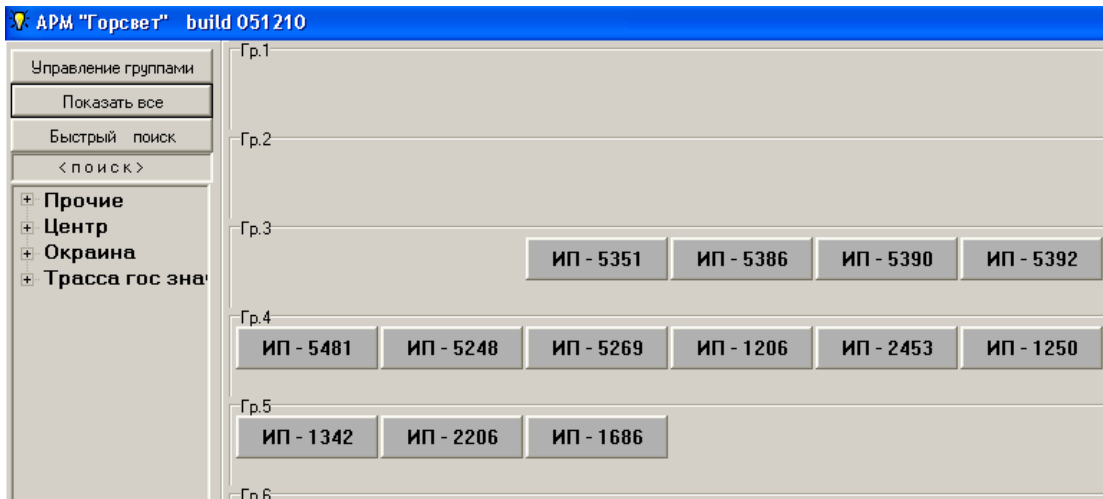 АРМ "Горсвет" build 051210
Управление группами
Показать все
Быстрый поиск
<поиск>
Прочие
Центр
Окраина
Трасса гос знач
Гр.1
Гр.2
Гр.3
ИП - 5351 ИП - 5386 ИП - 5390 ИП - 5392
Гр.4
ИП - 5481 ИП - 5248 ИП - 5269 ИП - 1206 ИП - 2453 ИП - 1250
Гр.5
ИП - 1342 ИП - 2206 ИП - 1686
Гр.6